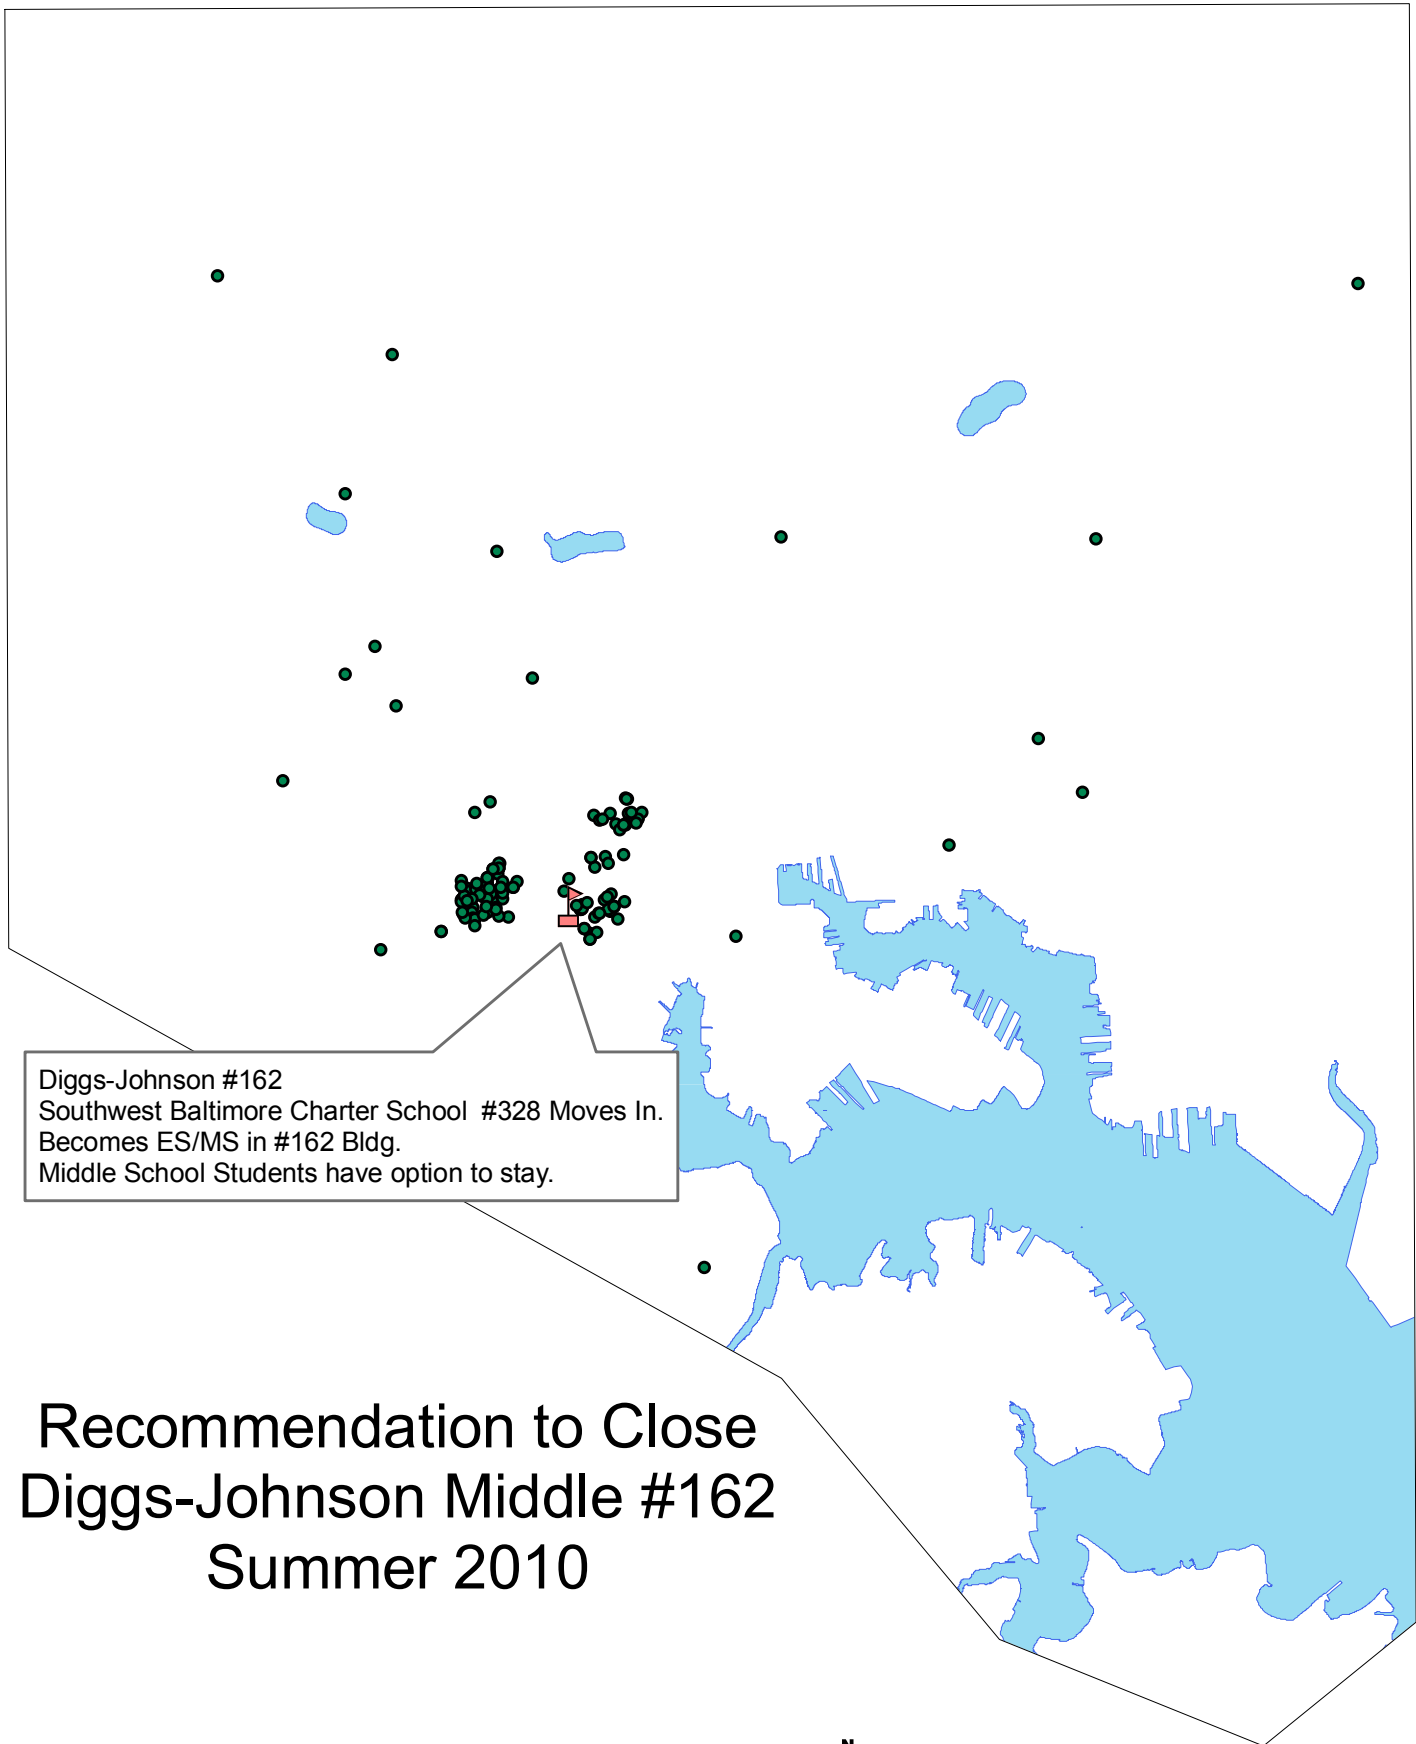 Diggs-Johnson #162
Southwest Baltimore Charter School  #328 Moves In.
Becomes ES/MS in #162 Bldg.
Middle School Students have option to stay.
Recommendation to Close
Diggs-Johnson Middle #162
Summer 2010
N